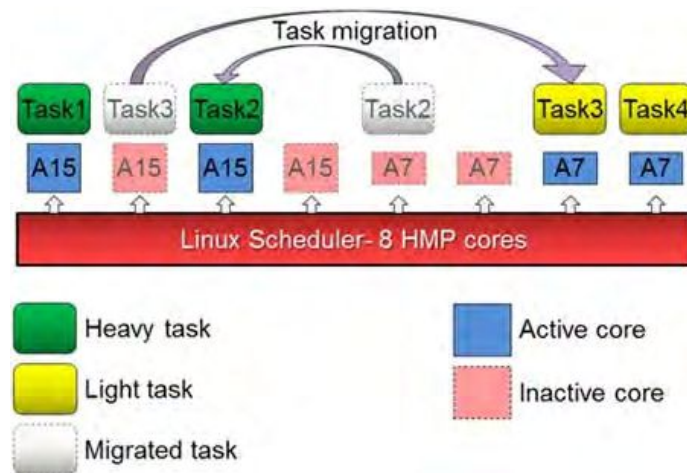 Task migration
Task1 Task3 Task2 Task2 Task3 Task4
A15 A15 A15 A15 A7 A7 A7 A7
Linux Scheduler- 8 HMP cores
Heavy task
Active core
Light task
Inactive core
Migrated task